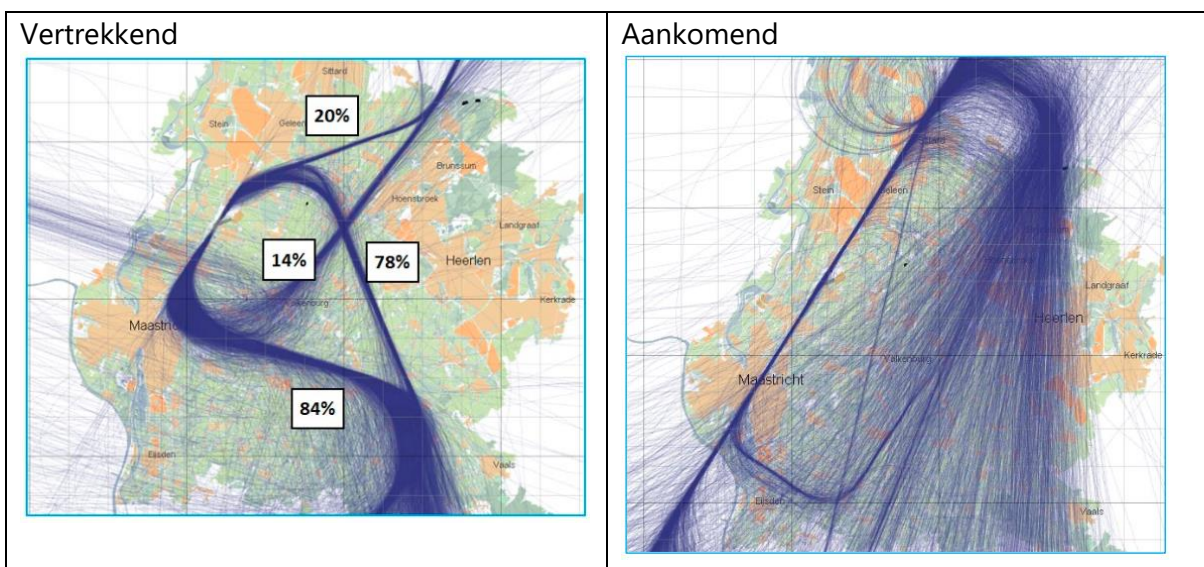 Vertrekkend
Sittard
20%
Stein
Geleen
Brunssum
Hoensbroek
Landgraaf
14%
78%
Heerlen
Valkenburg
Kerkrade
84%
Eijsden
Vaals
Aankomend
Stein
Geleen
Landgraaf
Heerlen
Valkenburg
Kerkrade
Maastricht
Eijsden
Vaals